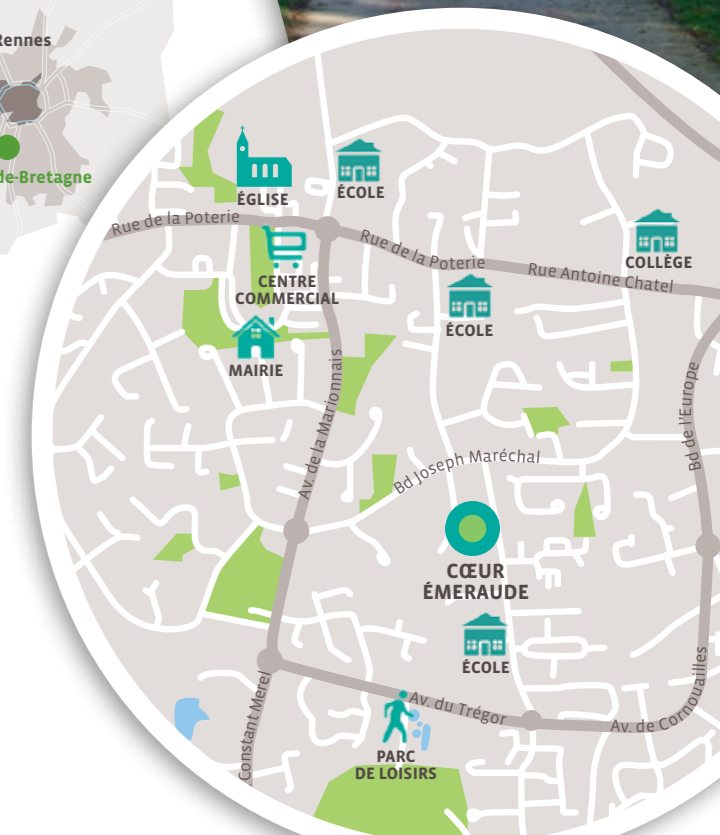 Rennes
de-Bretagne
ÉGLISE
ÉCOLE
Rue de la Poterie
Rue de la Poterie
Rue Antoine Chatel
COLLÈGE
CENTRE
COMMERCIAL
ÉCOLE
MAIRIE
Av. de la Marionnais
Bd de l'Europe
Bd Joseph Maréchal
CŒUR
ÉMERAUDE
ÉCOLE
Constant Merel
Av. du Trégor
Av. de Cornouailles
PARC
DE LOISIRS